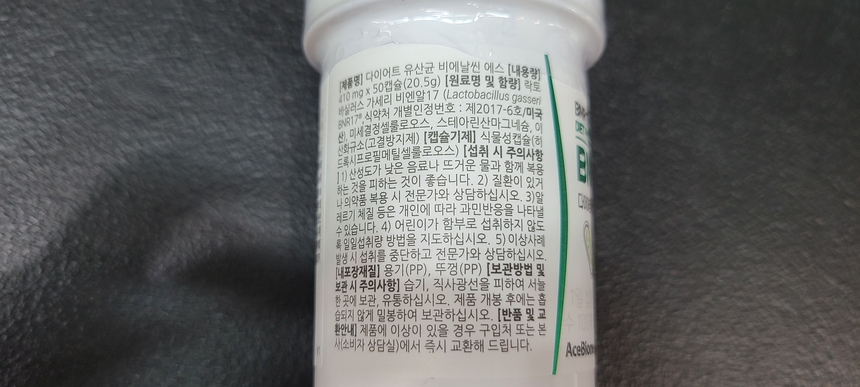 [제품명] 다이어트 유산균 비에날씬 에스 [내용량]
410 mg x 50캡슐(20.5g) [원료명 및 함량] 락토
바실러스 가세리 비엔알17 (Lactobacillus gasseri
BNR17® 식약처 개별인정번호 : 제2017-6호/미국
산), 미세결정셀룰로오스, 스테아린산마그네슘, 이
산화규소(고결방지제) [캡슐기제] 식물성캡슐(히
드록시프로필메틸셀룰로오스) [섭취 시 주의사항
] 1) 산성도가 낮은 음료나 뜨거운 물과 함께 복용
하는 것을 피하는 것이 좋습니다. 2) 질환이 있거
나 의약품 복용 시 전문가와 상담하십시오. 3)알
레르기 체질 등은 개인에 따라 과민반응을 나타낼
수 있습니다. 4) 어린이가 함부로 섭취하지 않도
록 일일섭취량 방법을 지도하십시오. 5)이상사례
발생 시 섭취를 중단하고 전문가와 상담하십시오.
[내포장재질] 용기(PP), 뚜껑(PP) [보관방법 및
보관 시 주의사항] 습기, 직사광선을 피하여 서늘
한 곳에 보관, 유통하십시오. 제품 개봉 후에는 흡
습되지 않게 밀봉하여 보관하십시오. [반품 및 교
환안내] 제품에 이상이 있을 경우 구입처 또는 본
사(소비자 상담실)에서 즉시 교환해 드립니다.
AceBiome